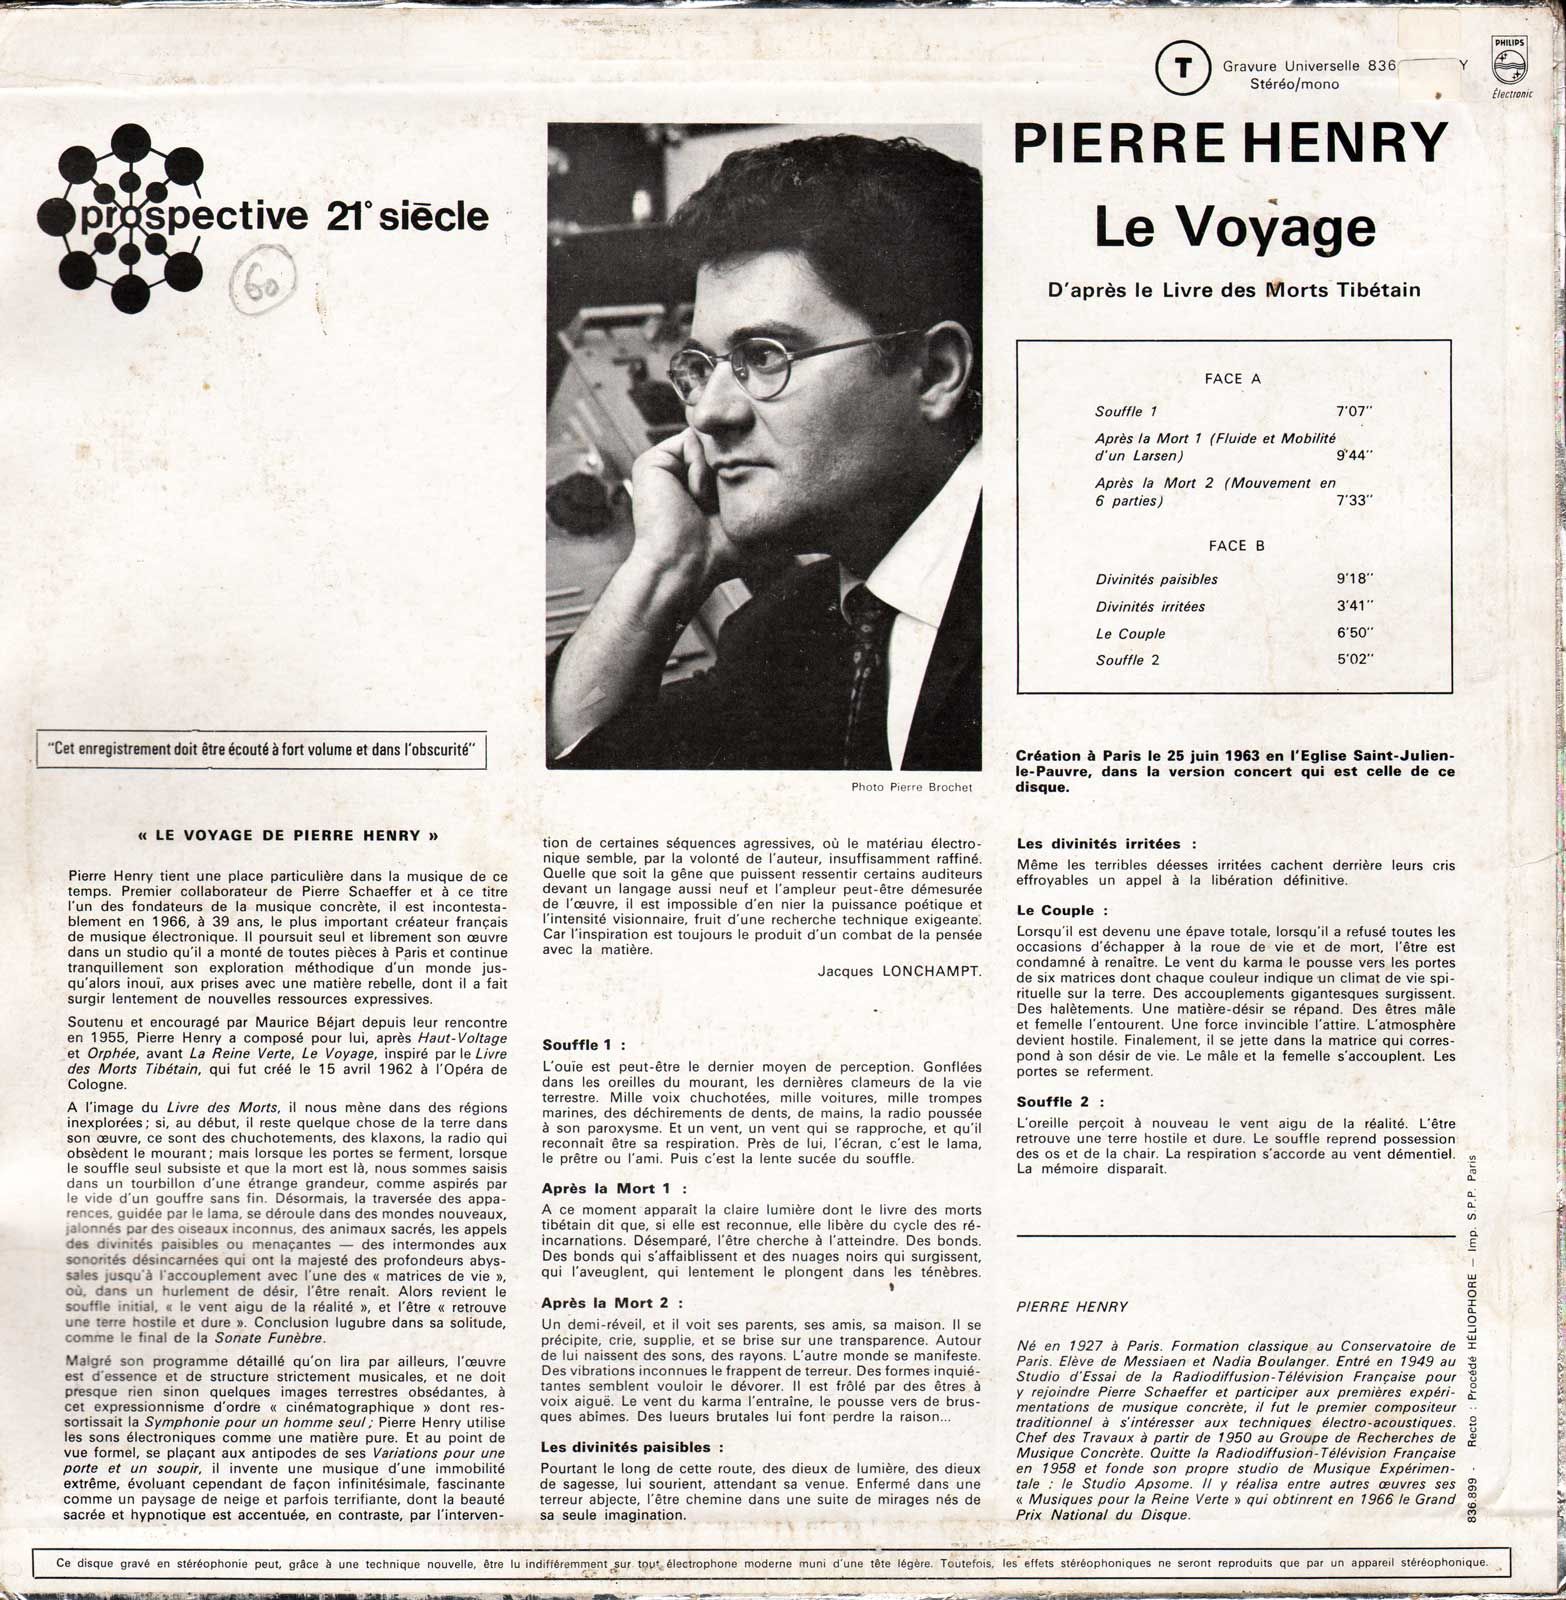 T
Gravure Universelle 836
Y
Stéréo/mono
PHILIPS
Électronic
prospective 21e siècle
60
PIERRE HENRY
Le Voyage
D'après le Livre des Morts Tibétain
FACE A
Souffle 1 7'07''
Après la Mort 1 (Fluide et Mobilité
d'un Larsen) 9'44''
Après la Mort 2 (Mouvement en
6 parties) 7'33''
FACE B
Divinités paisibles 9'18''
Divinités irritées 3'41''
Le Couple 6'50''
Souffle 2 5'02''
"Cet enregistrement doit être écouté à fort volume et dans l'obscurité"
Photo Pierre Brochet
Création à Paris le 25 juin 1963 en l'Eglise Saint-Julien-
le-Pauvre, dans la version concert qui est celle de ce
disque.
« LE VOYAGE DE PIERRE HENRY »
Pierre Henry tient une place particulière dans la musique de ce
temps. Premier collaborateur de Pierre Schaeffer et à ce titre
l'un des fondateurs de la musique concrète, il est incontesta-
blement en 1966, à 39 ans, le plus important créateur français
de musique électronique. Il poursuit seul et librement son œuvre
dans un studio qu'il a monté de toutes pièces à Paris et continue
tranquillement son exploration méthodique d'un monde jus-
qu'alors inouï, aux prises avec une matière rebelle, dont il a fait
surgir lentement de nouvelles ressources expressives.
Soutenu et encouragé par Maurice Béjart depuis leur rencontre
en 1955, Pierre Henry a composé pour lui, après Haut-Voltage
et Orphée, avant La Reine Verte, Le Voyage, inspiré par le Livre
des Morts Tibétain, qui fut créé le 15 avril 1962 à l'Opéra de
Cologne.
A l'image du Livre des Morts, il nous mène dans des régions
inexplorées ; si, au début, il reste quelque chose de la terre dans
son œuvre, ce sont des chuchotements, des klaxons, la radio qui
obsèdent le mourant ; mais lorsque les portes se ferment, lorsque
le souffle seul subsiste et que la mort est là, nous sommes saisis
dans un tourbillon d'une étrange grandeur, comme aspirés par
le vide d'un gouffre sans fin. Désormais, la traversée des appa-
rences, guidée par le lama, se déroule dans des mondes nouveaux,
jalonnés par des oiseaux inconnus, des animaux sacrés, les appels
des divinités paisibles ou menaçantes — des intermondes aux
sonorités désincarnées qui ont la majesté des profondeurs abys-
sales jusqu'à l'accouplement avec l'une des « matrices de vie »,
où, dans un hurlement de désir, l'être renaît. Alors revient le
souffle initial, « le vent aigu de la réalité », et l'être « retrouve
une terre hostile et dure ». Conclusion lugubre dans sa solitude,
comme le final de la Sonate Funèbre.
Malgré son programme détaillé qu'on lira par ailleurs, l'œuvre
est d'essence et de structure strictement musicales, et ne doit
presque rien sinon quelques images terrestres obsédantes, à
cet expressionnisme d'ordre « cinématographique » dont res-
sortissait la Symphonie pour un homme seul ; Pierre Henry utilise
les sons électroniques comme une matière pure. Et au point de
vue formel, se plaçant aux antipodes de ses Variations pour une
porte et un soupir, il invente une musique d'une immobilité
extrême, évoluant cependant de façon infinitésimale, fascinante
comme un paysage de neige et parfois terrifiante, dont la beauté
sacrée et hypnotique est accentuée, en contraste, par l'interven-
tion de certaines séquences agressives, où le matériau électro-
nique semble, par la volonté de l'auteur, insuffisamment raffiné.
Quelle que soit la gêne que puissent ressentir certains auditeurs
devant un langage aussi neuf et l'ampleur peut-être démesurée
de l'œuvre, il est impossible d'en nier la puissance poétique et
l'intensité visionnaire, fruit d'une recherche technique exigeante.
Car l'inspiration est toujours le produit d'un combat de la pensée
avec la matière.
Jacques LONCHAMPT.
Souffle 1 :
L'ouïe est peut-être le dernier moyen de perception. Gonflées
dans les oreilles du mourant, les dernières clameurs de la vie
terrestre. Mille voix chuchotées, mille voitures, mille trompes
marines, des déchirements de dents, de mains, la radio poussée
à son paroxysme. Et un vent, un vent qui se rapproche, et qu'il
reconnaît être sa respiration. Près de lui, l'écran, c'est le lama,
le prêtre ou l'ami. Puis c'est la lente sucée du souffle.
Après la Mort 1 :
A ce moment apparaît la claire lumière dont le livre des morts
tibétain dit que, si elle est reconnue, elle libère du cycle des ré-
incarnations. Désemparé, l'être cherche à l'atteindre. Des bonds.
Des bonds qui s'affaiblissent et des nuages noirs qui surgissent,
qui l'aveuglent, qui lentement le plongent dans les ténèbres.
Après la Mort 2 :
Un demi-réveil, et il voit ses parents, ses amis, sa maison. Il se
précipite, crie, supplie, et se brise sur une transparence. Autour
de lui naissent des sons, des rayons. L'autre monde se manifeste.
Des vibrations inconnues le frappent de terreur. Des formes inquié-
tantes semblent vouloir le dévorer. Il est frôlé par des êtres à
voix aiguë. Le vent du karma l'entraîne, le pousse vers de brus-
ques abîmes. Des lueurs brutales lui font perdre la raison...
Les divinités paisibles :
Pourtant le long de cette route, des dieux de lumière, des dieux
de sagesse, lui sourient, attendant sa venue. Enfermé dans une
terreur abjecte, l'être chemine dans une suite de mirages nés de
sa seule imagination.
Les divinités irritées :
Même les terribles déesses irritées cachent derrière leurs cris
effroyables un appel à la libération définitive.
Le Couple :
Lorsqu'il est devenu une épave totale, lorsqu'il a refusé toutes les
occasions d'échapper à la roue de vie et de mort, l'être est
condamné à renaître. Le vent du karma le pousse vers les portes
de six matrices dont chaque couleur indique un climat de vie spi-
rituelle sur la terre. Des accouplements gigantesques surgissent.
Des halètements. Une matière-désir se répand. Des êtres mâle
et femelle l'entourent. Une force invincible l'attire. L'atmosphère
devient hostile. Finalement, il se jette dans la matrice qui corres-
pond à son désir de vie. Le mâle et la femelle s'accouplent. Les
portes se referment.
Souffle 2 :
L'oreille perçoit à nouveau le vent aigu de la réalité. L'être
retrouve une terre hostile et dure. Le souffle reprend possession
des os et de la chair. La respiration s'accorde au vent démentiel.
La mémoire disparaît.
PIERRE HENRY
Né en 1927 à Paris. Formation classique au Conservatoire de
Paris. Elève de Messiaen et Nadia Boulanger. Entré en 1949 au
Studio d'Essai de la Radiodiffusion-Télévision Française pour
y rejoindre Pierre Schaeffer et participer aux premières expéri-
mentations de musique concrète, il fut le premier compositeur
traditionnel à s'intéresser aux techniques électro-acoustiques.
Chef des Travaux à partir de 1950 au Groupe de Recherches de
Musique Concrète. Quitte la Radiodiffusion-Télévision Française
en 1958 et fonde son propre studio de Musique Expérimen-
tale : le Studio Apsome. Il y réalisa entre autres œuvres ses
« Musiques pour la Reine Verte » qui obtinrent en 1966 le Grand
Prix National du Disque.
836.899 - Recto : Procédé HÉLIOPHORE — Imp. S.P.P. Paris
Ce disque gravé en stéréophonie peut, grâce à une technique nouvelle, être lu indifféremment sur tout électrophone moderne muni d'une tête légère. Toutefois, les effets stéréophoniques ne seront reproduits que par un appareil stéréophonique.